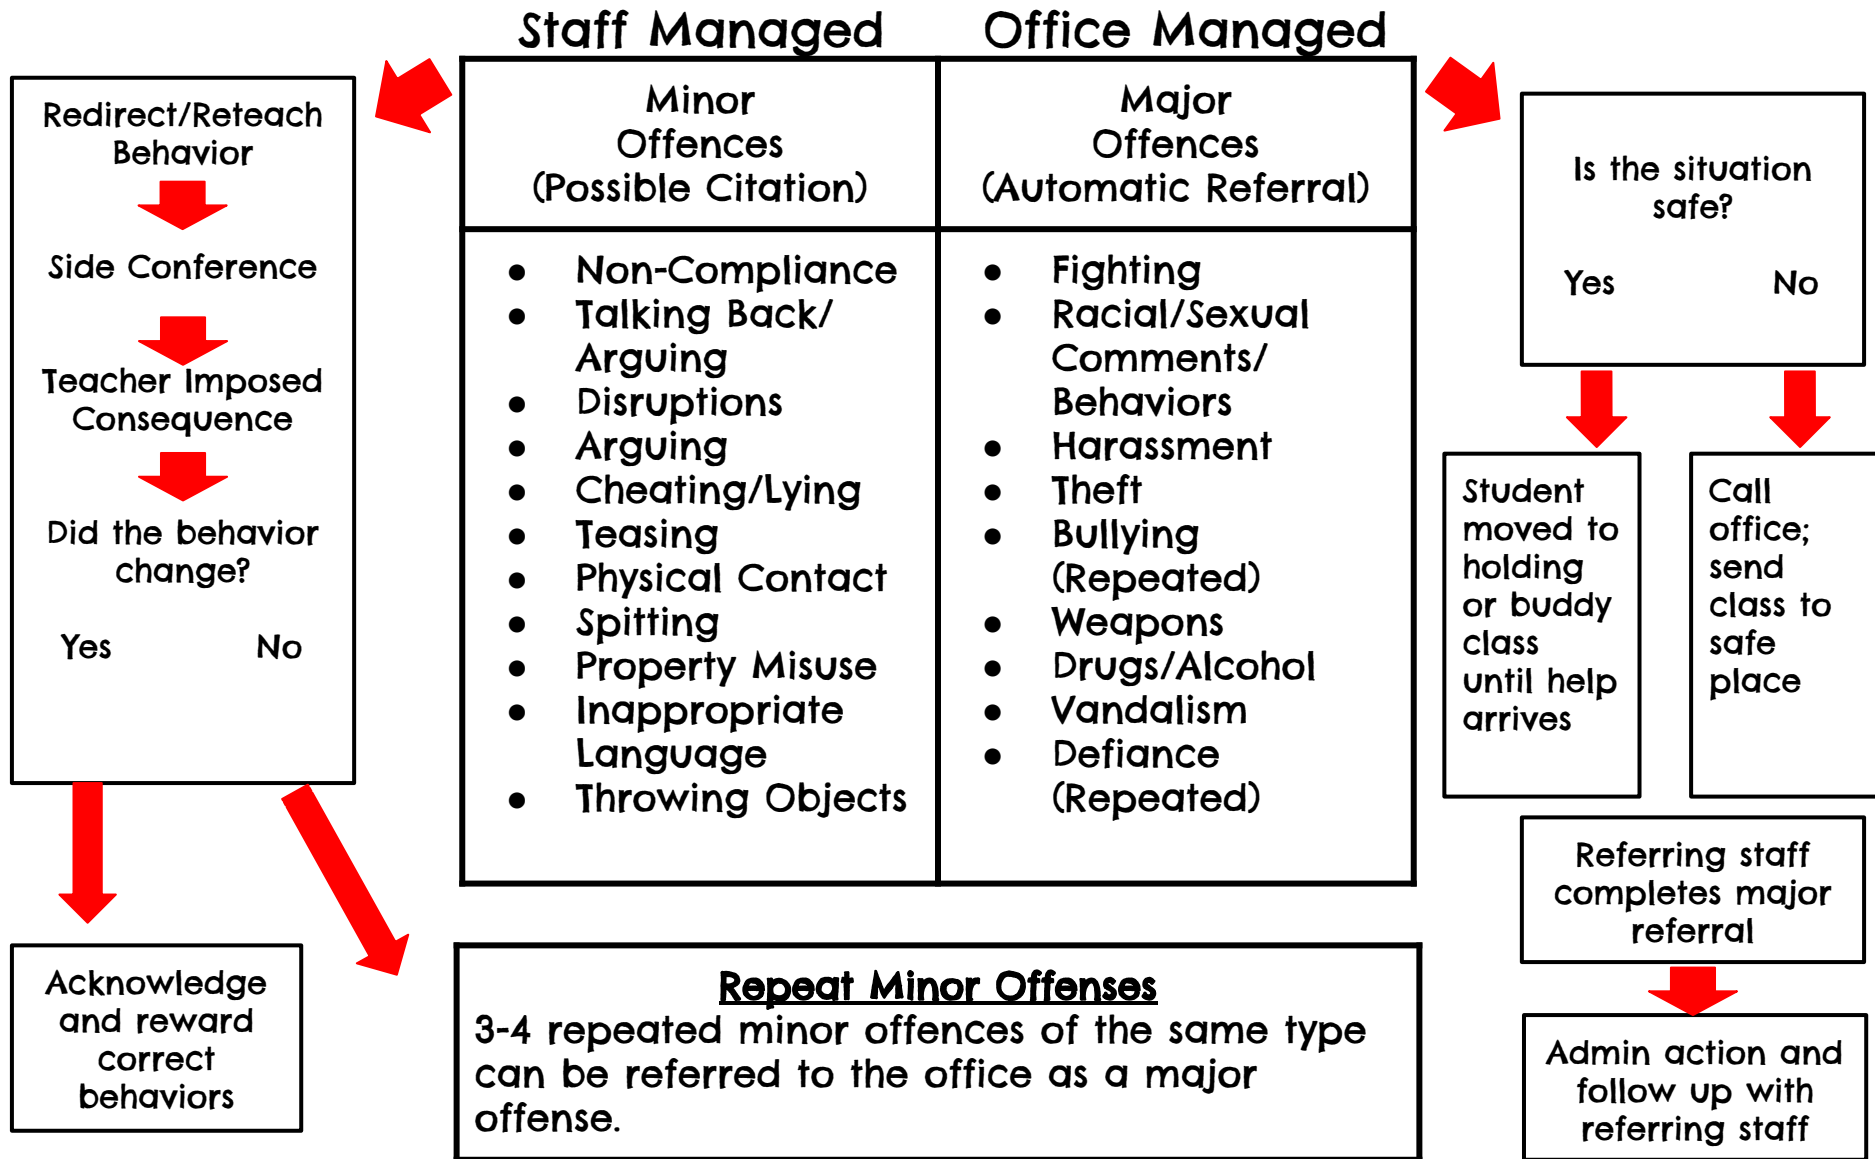 Staff Managed
Office Managed
Redirect/Reteach
Behavior
Side Conference
Teacher Imposed
Consequence
Did the behavior
change?
Yes No
Acknowledge
and reward
correct
behaviors
Minor
Offences
(Possible Citation)
● Non-Compliance
● Talking Back/
Arguing
● Disruptions
● Arguing
● Cheating/Lying
● Teasing
● Physical Contact
● Spitting
● Property Misuse
● Inappropriate
Language
● Throwing Objects
Major
Offences
(Automatic Referral)
● Fighting
● Racial/Sexual
Comments/
Behaviors
● Harassment
● Theft
● Bullying
(Repeated)
● Weapons
● Drugs/Alcohol
● Vandalism
● Defiance
(Repeated)
Repeat Minor Offenses
3-4 repeated minor offences of the same type
can be referred to the office as a major
offense.
Is the situation
safe?
Yes No
Student
moved to
holding
or buddy
class
until help
arrives
Call
office;
send
class to
safe
place
Referring staff
completes major
referral
Admin action and
follow up with
referring staff